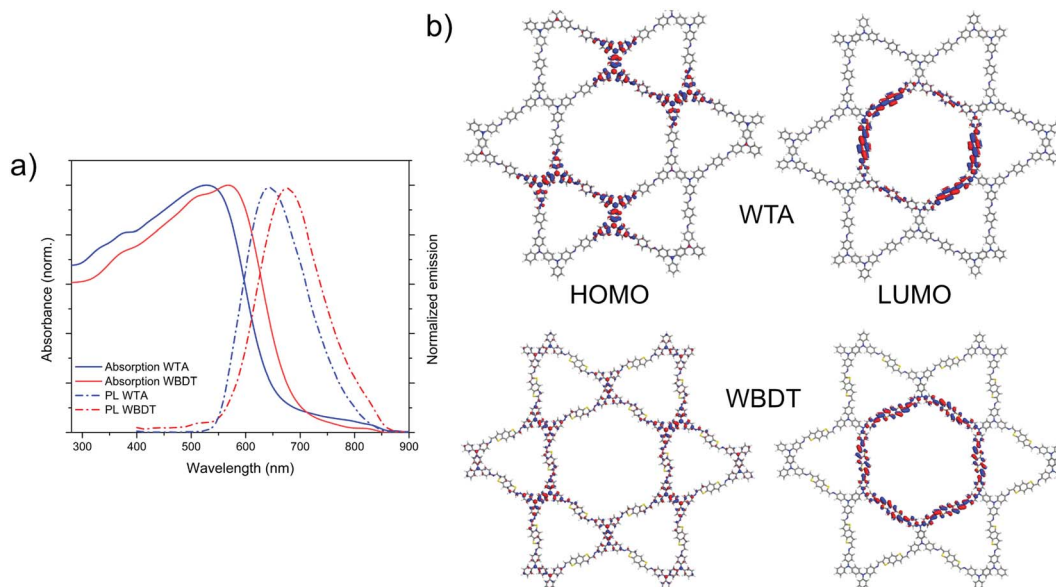 a)
Absorbance (norm.)
Absorption WTA
Absorption WBDT
PL WTA
PL WBDT
300 400 500 600 700 800 900
Wavelength (nm)
Normalized emission
b)
WTA
HOMO
LUMO
WBDT